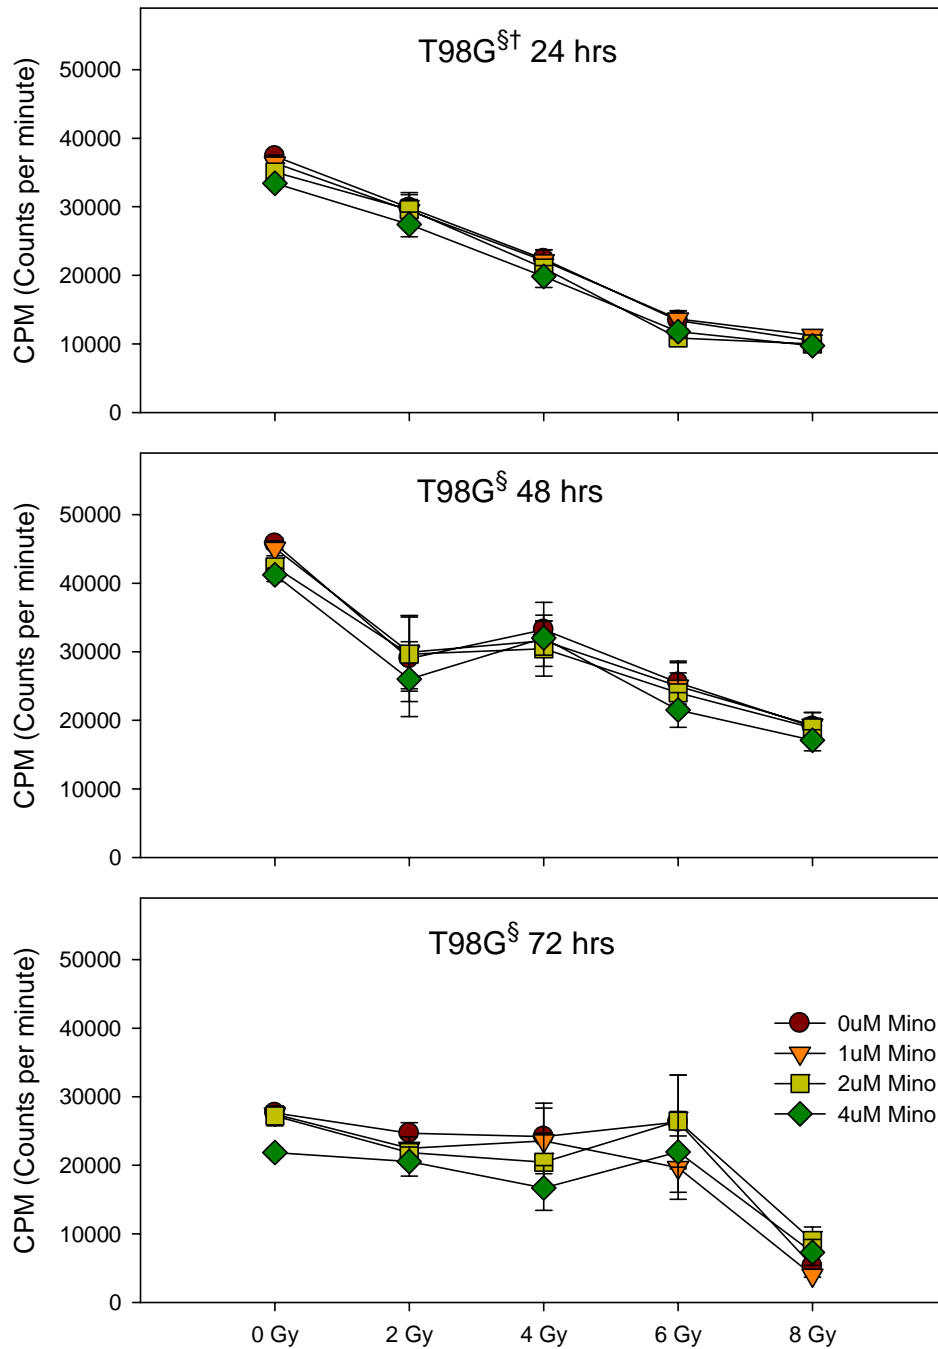 T98G§† 24 hrs
CPM (Counts per minute)
50000
40000
30000
20000
10000
0
T98G§ 48 hrs
CPM (Counts per minute)
50000
40000
30000
20000
10000
0
T98G§ 72 hrs
CPM (Counts per minute)
50000
40000
30000
20000
10000
0
0uM Mino
1uM Mino
2uM Mino
4uM Mino
0 Gy 2 Gy 4 Gy 6 Gy 8 Gy